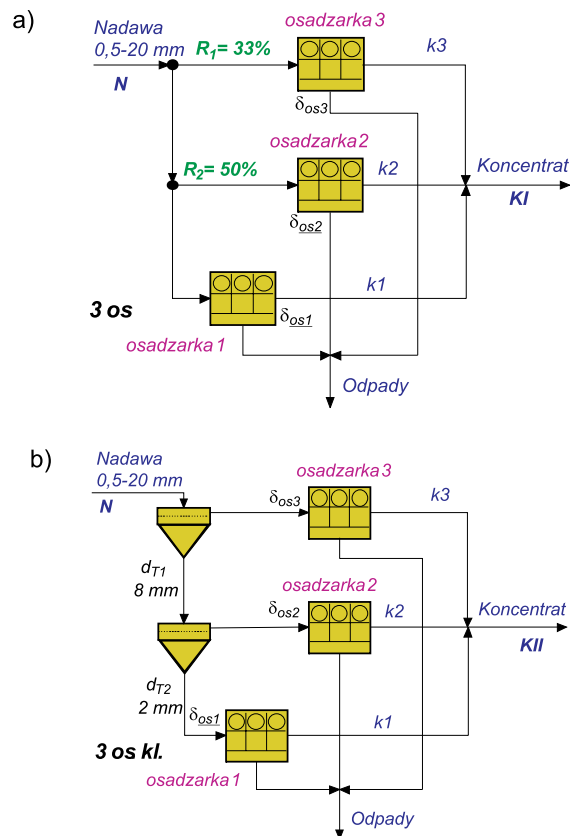 a)
Nadawa
0,5-20 mm
N
R1= 33%
osadzarka 3
k3
δos3
osadzarka 2
R2= 50%
k2
Koncentrat
KI
δos2
k1
3 os
δos1
osadzarka 1
Odpady
b)
Nadawa
0,5-20 mm
N
osadzarka 3
δos3
k3
dT1
8 mm
osadzarka 2
δos2
k2
Koncentrat
KII
dT2
2 mm
δos1
k1
3 os. kl.
osadzarka 1
Odpady